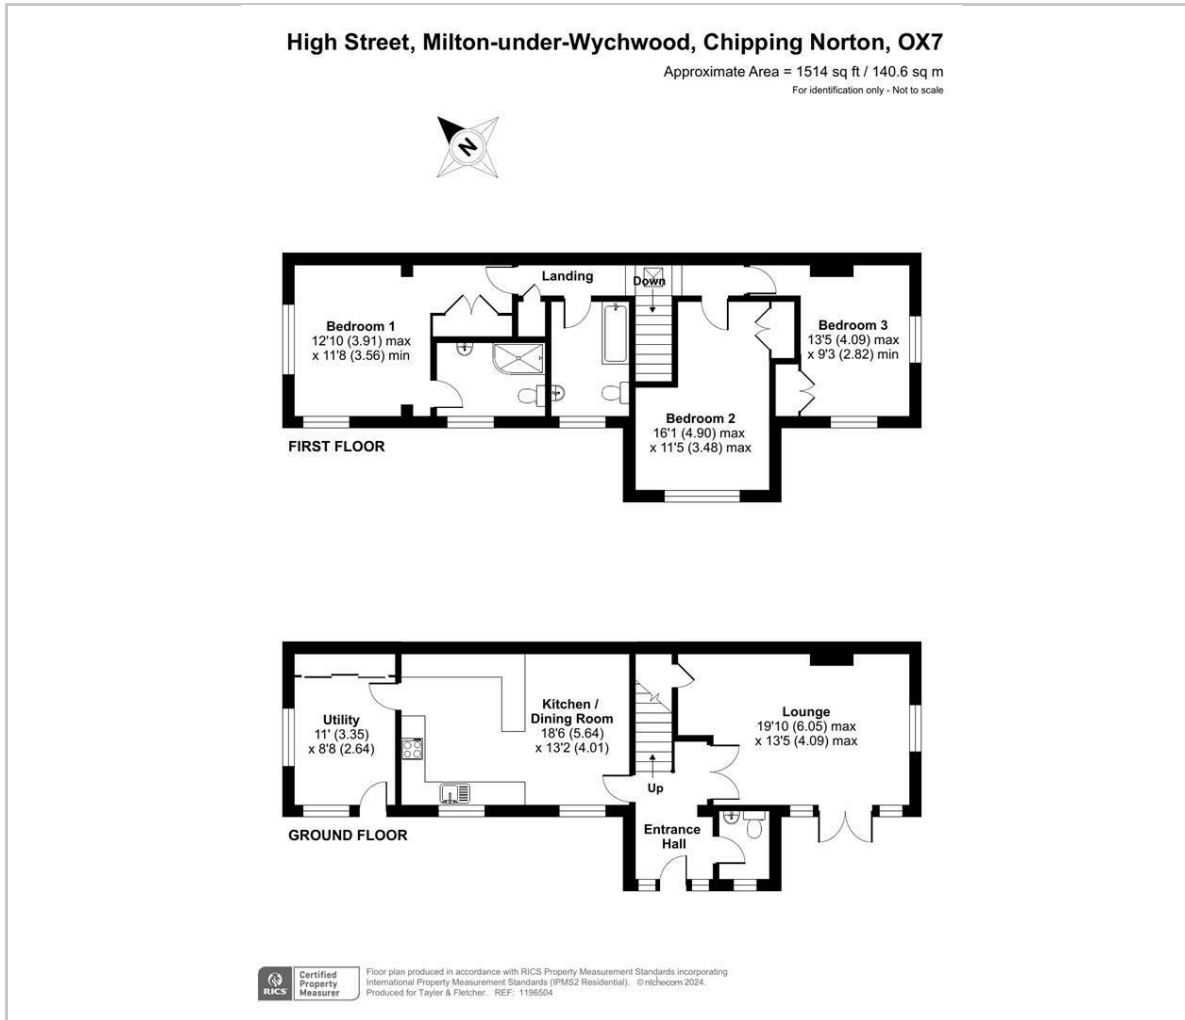 High Street, Milton-under-Wychwood, Chipping Norton, OX7
Approximate Area = 1514 sq ft / 140.6 sq m
For identification only - Not to scale
N
Landing
Down
Bedroom 1
12'10 (3.91) max
x 11'8 (3.56) min
Bedroom 3
13'5 (4.09) max
x 9'3 (2.82) min
Bedroom 2
16'1 (4.90) max
x 11'5 (3.48) max
FIRST FLOOR
Utility
11' (3.35)
x 8'8 (2.64)
Kitchen /
Dining Room
18'6 (5.64)
x 13'2 (4.01)
Lounge
19'10 (6.05) max
x 13'5 (4.09) max
Up
Entrance
Hall
GROUND FLOOR
RICS
Certified
Property
Measurer
Floor plan produced in accordance with RICS Property Measurement Standards incorporating
International Property Measurement Standards (IPMS2 Residential). © nichecom 2024.
Produced for Tayler & Fletcher. REF: 1196504